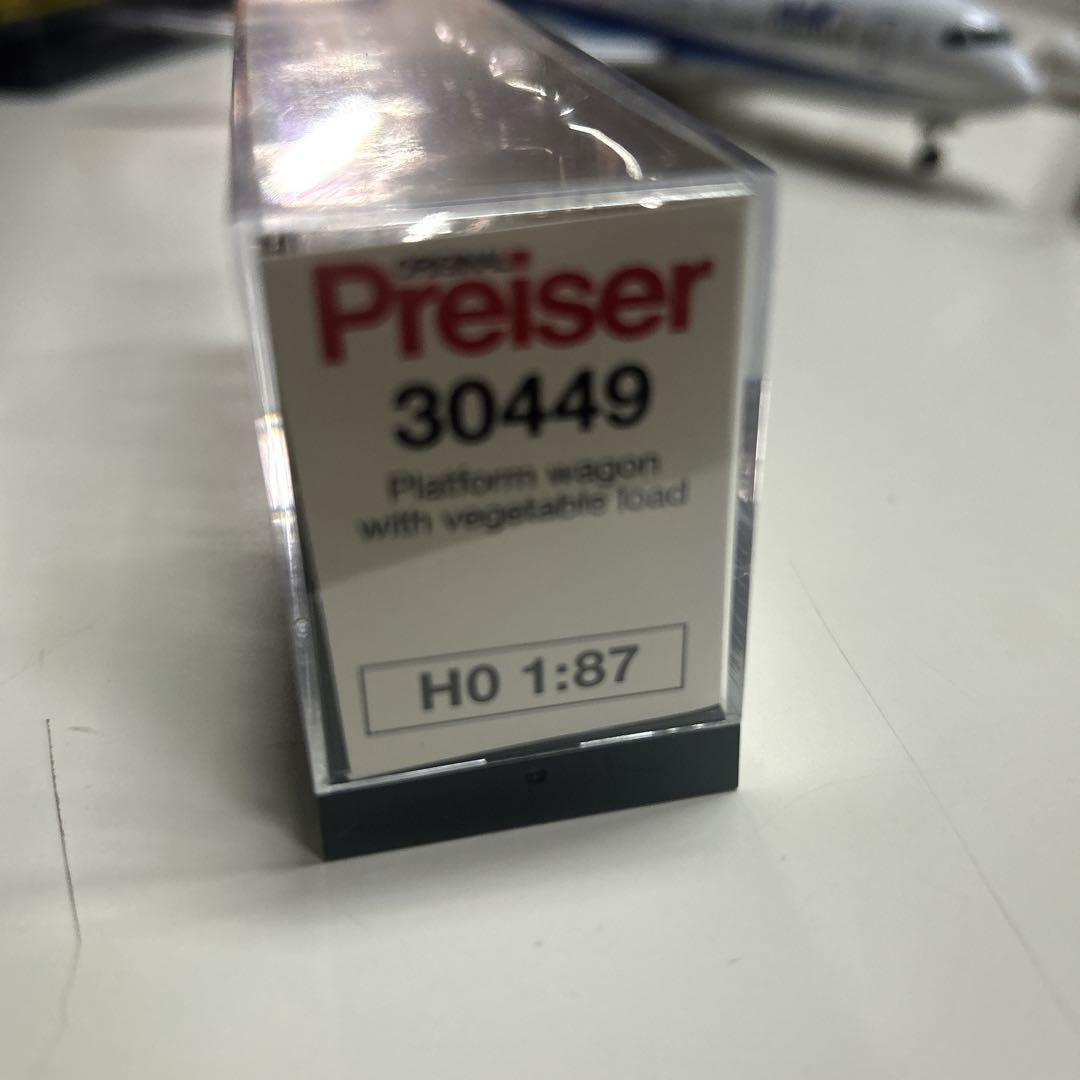 ORIGINAL
Preiser
30449
Platform wagon
with vegetable load
H0 1:87